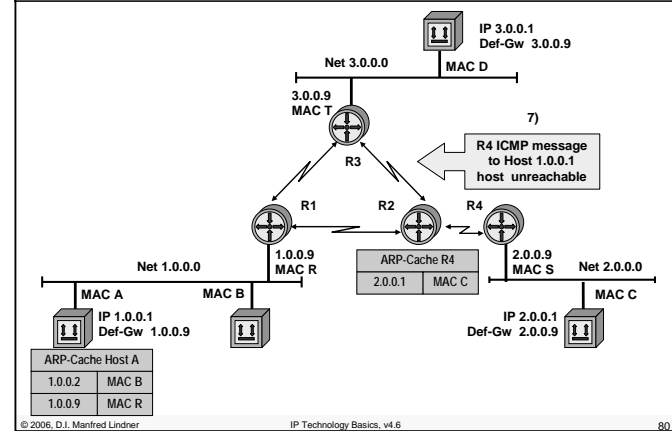 IP 3.0.0.1
Def-Gw 3.0.0.9
Net 3.0.0.0
MAC D
3.0.0.9
MAC T
7)
R4 ICMP message
to Host 1.0.0.1
host unreachable
R3
R1
R2
R4
1.0.0.9
MAC R
ARP-Cache R4
2.0.0.1 MAC C
2.0.0.9
MAC S
Net 2.0.0.0
Net 1.0.0.0
MAC A
MAC B
MAC C
IP 1.0.0.1
Def-Gw 1.0.0.9
IP 2.0.0.1
Def-Gw 2.0.0.9
ARP-Cache Host A
1.0.0.2 MAC B
1.0.0.9 MAC R
© 2006, D.I. Manfred Lindner
IP Technology Basics, v4.6
80